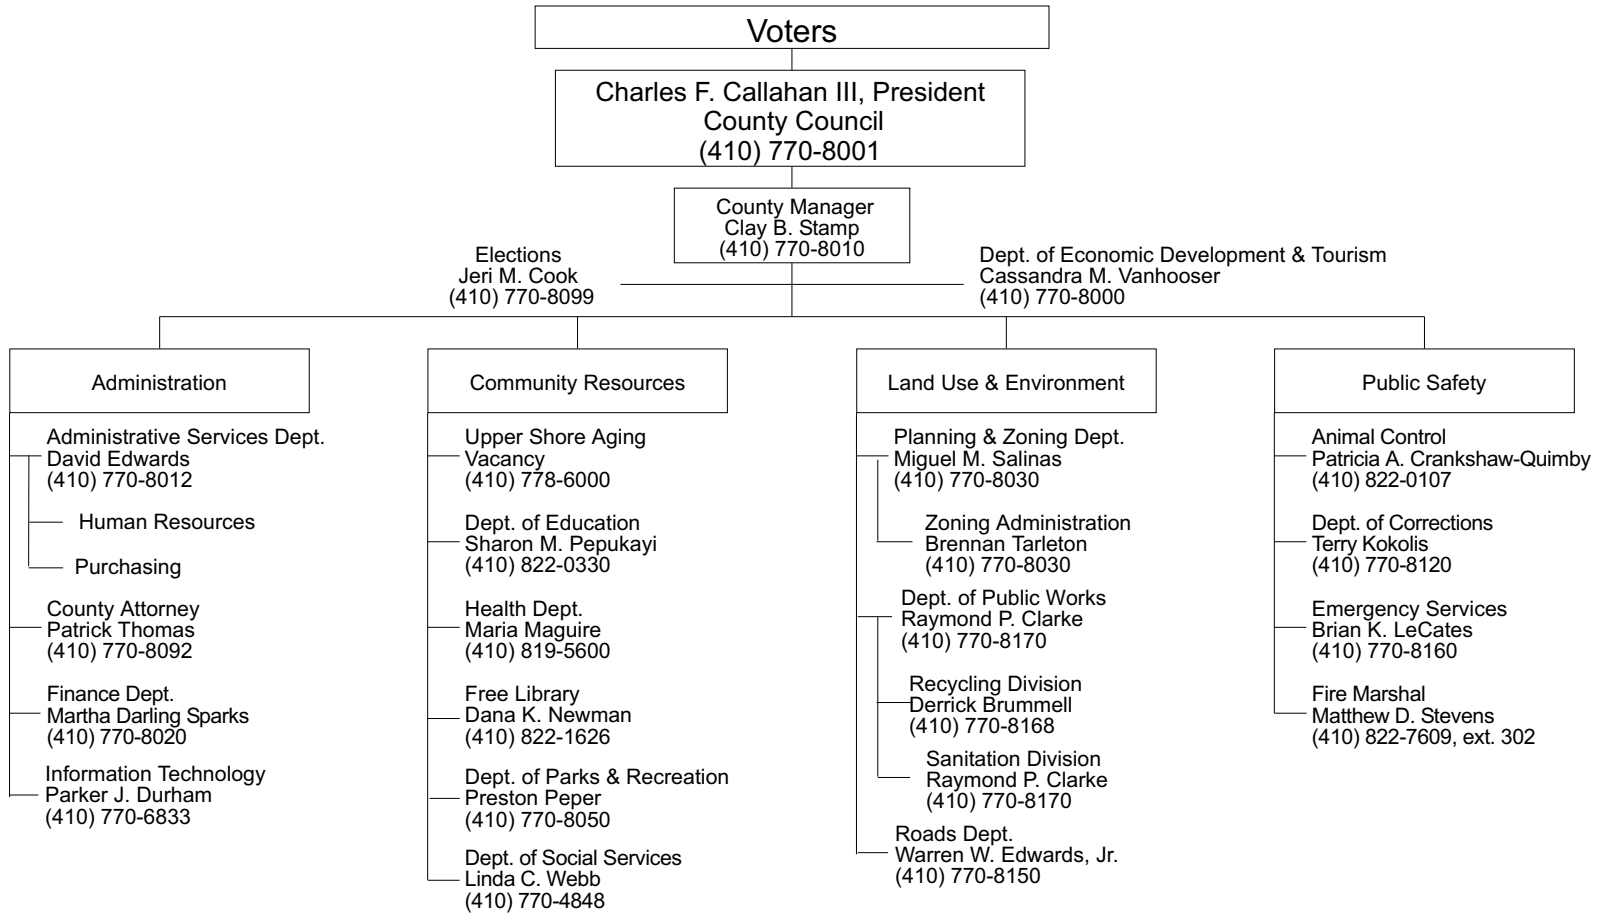 Voters
Charles F. Callahan III, President
County Council
(410) 770-8001
County Manager
Clay B. Stamp
(410) 770-8010
Elections
Jeri M. Cook
(410) 770-8099
Dept. of Economic Development & Tourism
Cassandra M. Vanhooser
(410) 770-8000
Administration
Administrative Services Dept.
David Edwards
(410) 770-8012
Human Resources
Purchasing
County Attorney
Patrick Thomas
(410) 770-8092
Finance Dept.
Martha Darling Sparks
(410) 770-8020
Information Technology
Parker J. Durham
(410) 770-6833
Community Resources
Upper Shore Aging
Vacancy
(410) 778-6000
Dept. of Education
Sharon M. Pepukayi
(410) 822-0330
Health Dept.
Maria Maguire
(410) 819-5600
Free Library
Dana K. Newman
(410) 822-1626
Dept. of Parks & Recreation
Preston Peper
(410) 770-8050
Dept. of Social Services
Linda C. Webb
(410) 770-4848
Land Use & Environment
Planning & Zoning Dept.
Miguel M. Salinas
(410) 770-8030
Zoning Administration
Brennan Tarleton
(410) 770-8030
Dept. of Public Works
Raymond P. Clarke
(410) 770-8170
Recycling Division
Derrick Brummell
(410) 770-8168
Sanitation Division
Raymond P. Clarke
(410) 770-8170
Roads Dept.
Warren W. Edwards, Jr.
(410) 770-8150
Public Safety
Animal Control
Patricia A. Crankshaw-Quimby
(410) 822-0107
Dept. of Corrections
Terry Kokolis
(410) 770-8120
Emergency Services
Brian K. LeCates
(410) 770-8160
Fire Marshal
Matthew D. Stevens
(410) 822-7609, ext. 302